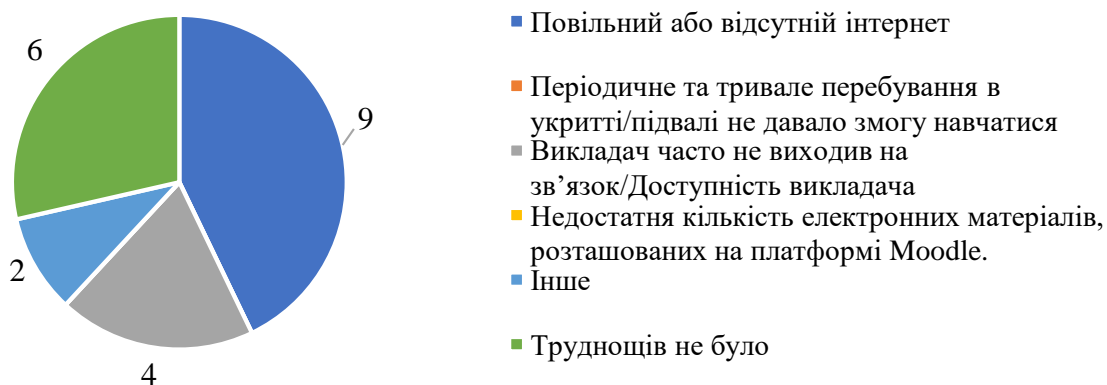 6
9
2
4
Повільний або відсутній інтернет
Періодичне та тривале перебування в
укритті/підвалі не давало змогу навчатися
Викладач часто не виходив на
зв’язок/Доступність викладача
Недостатня кількість електронних матеріалів,
розташованих на платформі Moodle.
Інше
Труднощів не було